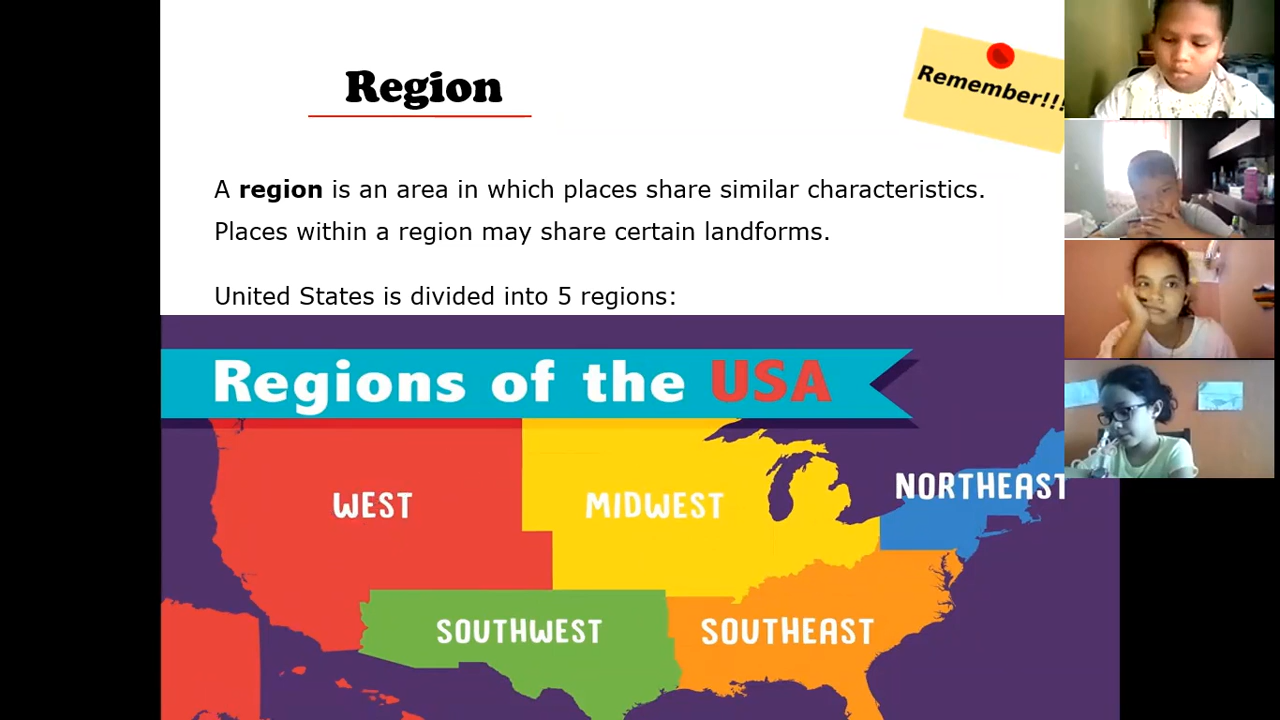 Region
Remember!!!
A region is an area in which places share similar characteristics.
Places within a region may share certain landforms.
United States is divided into 5 regions:
Regions of the USA
WEST
MIDWEST
NORTHEAST
SOUTHWEST
SOUTHEAST